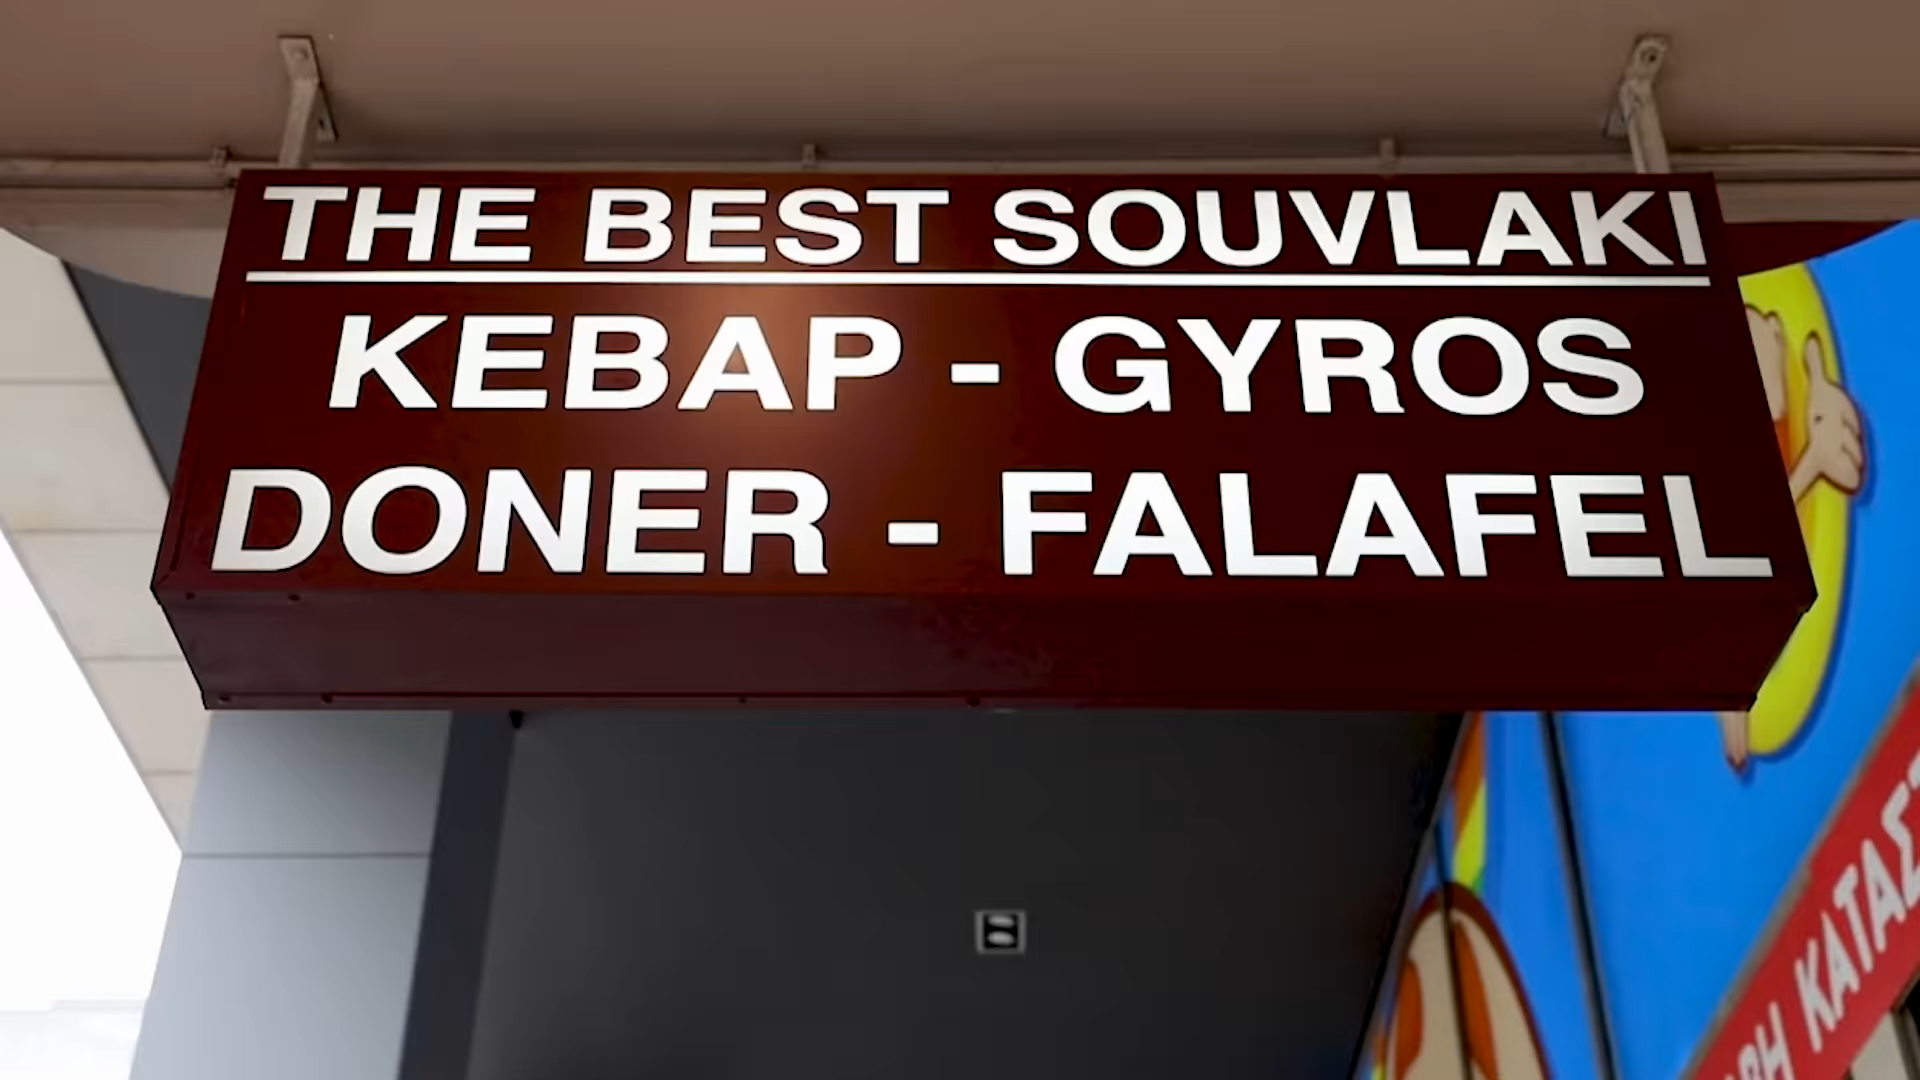 THE BEST SOUVLAKI
KEBAP - GYROS
DONER - FALAFEL